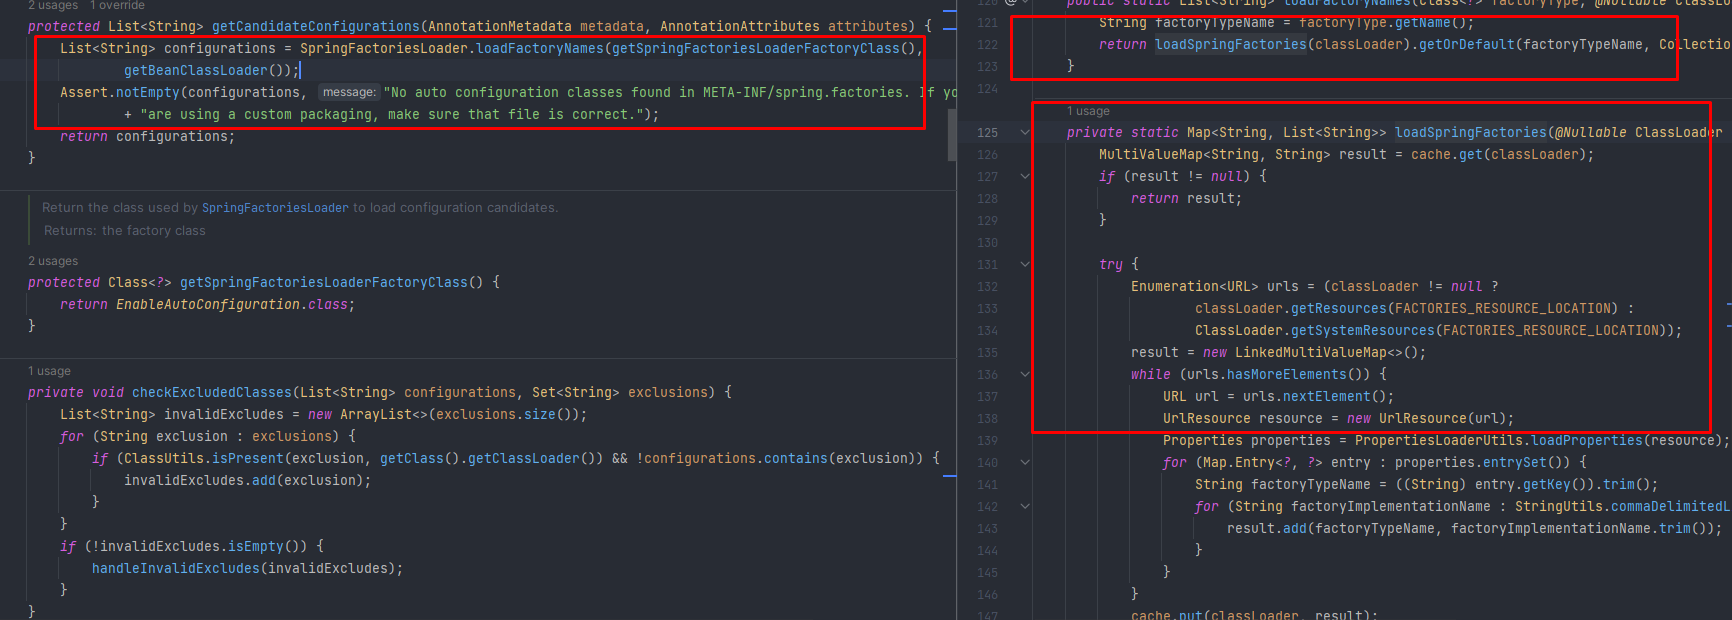 2 usages 1 override
protected List<String> getCandidateConfigurations(AnnotationMetadata metadata, AnnotationAttributes attributes) {
List<String> configurations = SpringFactoriesLoader.loadFactoryNames(getSpringFactoriesLoaderFactoryClass(),
getBeanClassLoader());
Assert.notEmpty(configurations, message: "No auto configuration classes found in META-INF/spring.factories. If yo
+ "are using a custom packaging, make sure that file is correct.");
return configurations;
}
Return the class used by SpringFactoriesLoader to load configuration candidates.
Returns: the factory class
2 usages
protected Class<?> getSpringFactoriesLoaderFactoryClass() {
return EnableAutoConfiguration.class;
}
1 usage
private void checkExcludedClasses(List<String> configurations, Set<String> exclusions) {
List<String> invalidExcludes = new ArrayList<>(exclusions.size());
for (String exclusion : exclusions) {
if (ClassUtils.isPresent(exclusion, getClass().getClassLoader()) && !configurations.contains(exclusion)) {
invalidExcludes.add(exclusion);
}
}
if (!invalidExcludes.isEmpty()) {
handleInvalidExcludes(invalidExcludes);
}
}
120 @ public static List<String> loadFactoryNames(Class<?> factoryType, @Nullable ClassLo
121 String factoryTypeName = factoryType.getName();
122 return loadSpringFactories(classLoader).getOrDefault(factoryTypeName, Collectio
123 }
124
1 usage
125 private static Map<String, List<String>> loadSpringFactories(@Nullable ClassLoader
126 MultiValueMap<String, String> result = cache.get(classLoader);
127 if (result != null) {
128 return result;
129 }
130
131 try {
132 Enumeration<URL> urls = (classLoader != null ?
133 classLoader.getResources(FACTORIES_RESOURCE_LOCATION) :
134 ClassLoader.getSystemResources(FACTORIES_RESOURCE_LOCATION));
135 result = new LinkedMultiValueMap<>();
136 while (urls.hasMoreElements()) {
137 URL url = urls.nextElement();
138 UrlResource resource = new UrlResource(url);
139 Properties properties = PropertiesLoaderUtils.loadProperties(resource);
140 for (Map.Entry<?, ?> entry : properties.entrySet()) {
141 String factoryTypeName = ((String) entry.getKey()).trim();
142 for (String factoryImplementationName : StringUtils.commaDelimitedL
143 result.add(factoryTypeName, factoryImplementationName.trim());
144 }
145 }
146 }
147 cache.put(classLoader, result);